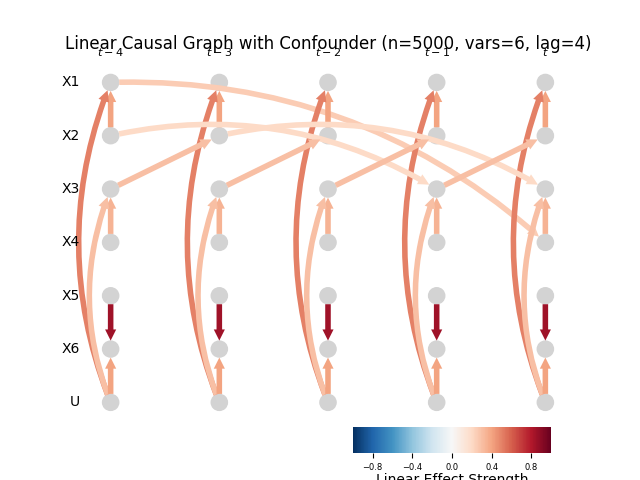 Linear Causal Graph with Confounder (n=5000, vars=6, lag=4)
t − 4 t − 3 t − 2 t − 1 t
X1
X2
X3
X4
X5
X6
U
−0.8 −0.4 0.0 0.4 0.8
Linear Effect Strength